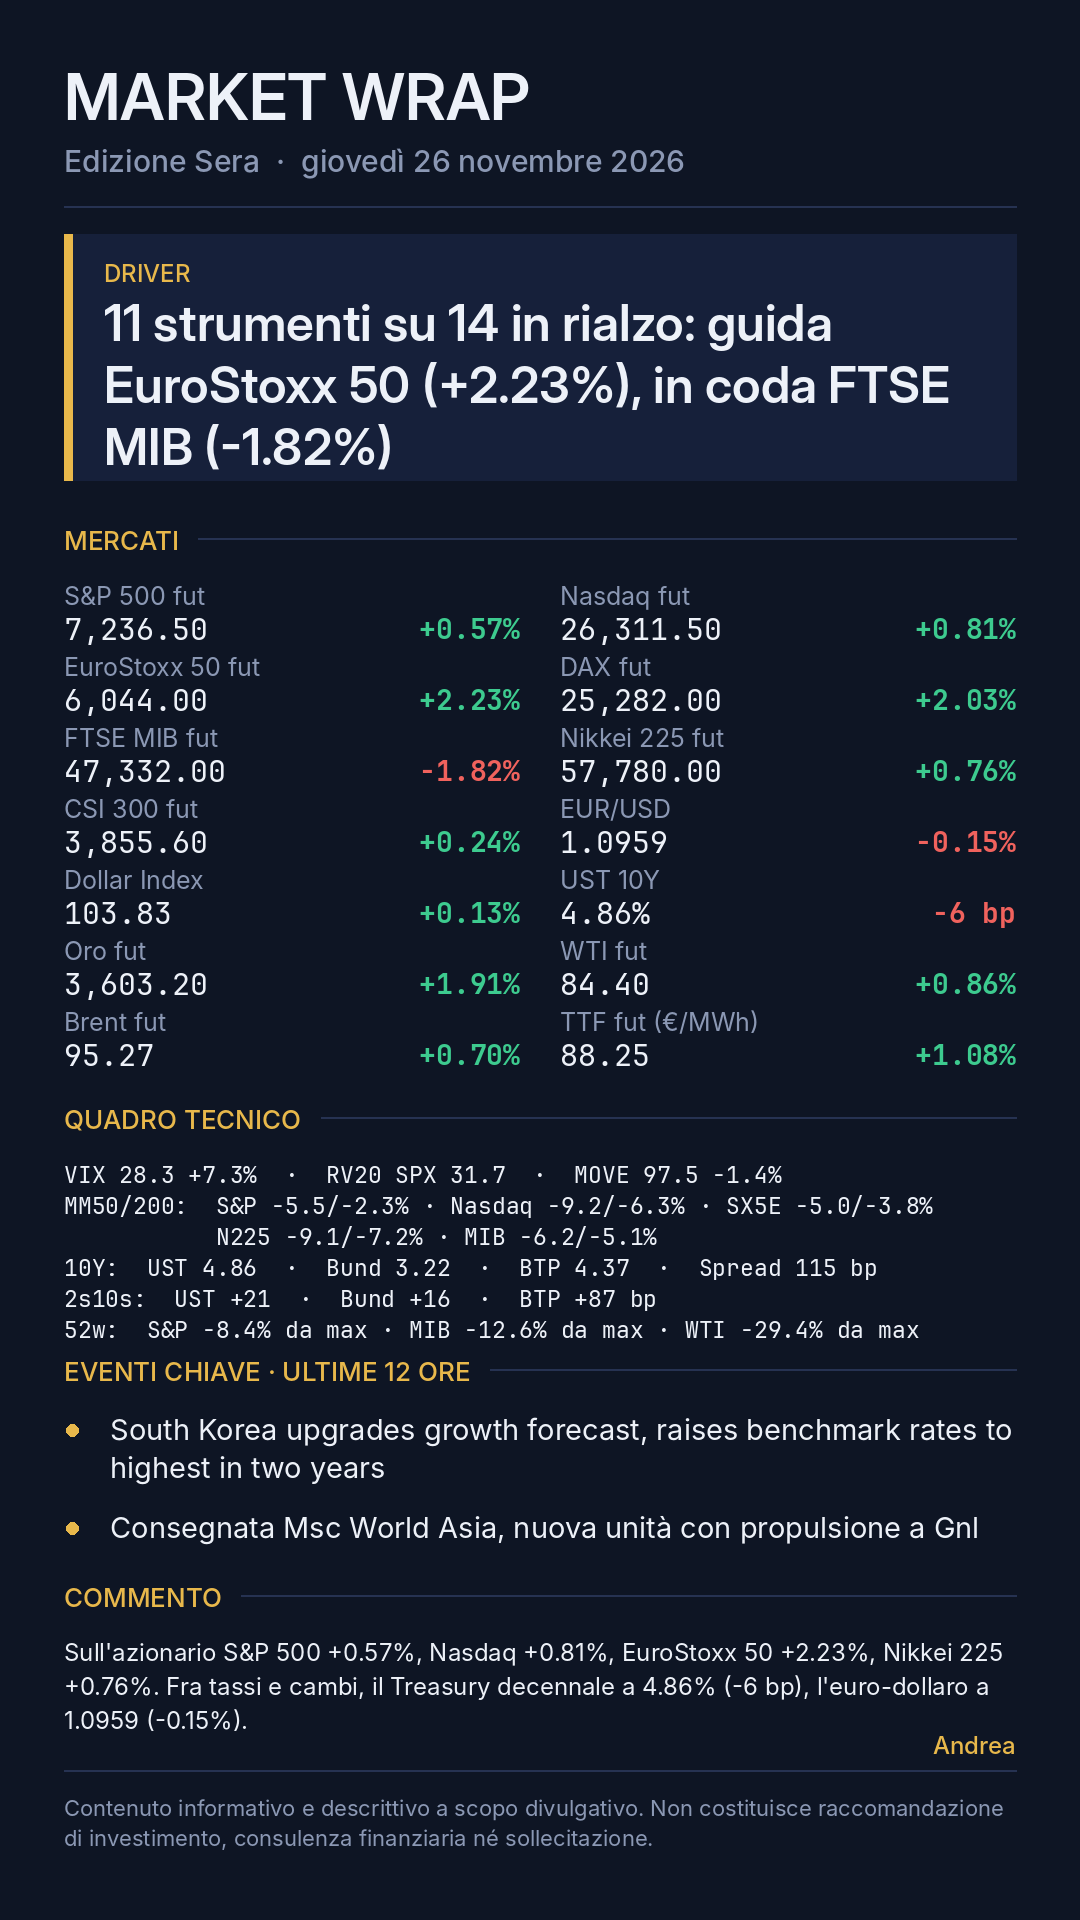 MARKET WRAP
Edizione Sera · giovedì 26 novembre 2026
DRIVER
11 strumenti su 14 in rialzo: guida
EuroStoxx 50 (+2.23%), in coda FTSE
MIB (-1.82%)
MERCATI
S&P 500 fut
7,236.50 +0.57%
Nasdaq fut
26,311.50 +0.81%
EuroStoxx 50 fut
6,044.00 +2.23%
DAX fut
25,282.00 +2.03%
FTSE MIB fut
47,332.00 -1.82%
Nikkei 225 fut
57,780.00 +0.76%
CSI 300 fut
3,855.60 +0.24%
EUR/USD
1.0959 -0.15%
Dollar Index
103.83 +0.13%
UST 10Y
4.86% -6 bp
Oro fut
3,603.20 +1.91%
WTI fut
84.40 +0.86%
Brent fut
95.27 +0.70%
TTF fut (€/MWh)
88.25 +1.08%
QUADRO TECNICO
VIX 28.3 +7.3% · RV20 SPX 31.7 · MOVE 97.5 -1.4%
MM50/200: S&P -5.5/-2.3% · Nasdaq -9.2/-6.3% · SX5E -5.0/-3.8%
N225 -9.1/-7.2% · MIB -6.2/-5.1%
10Y: UST 4.86 · Bund 3.22 · BTP 4.37 · Spread 115 bp
2s10s: UST +21 · Bund +16 · BTP +87 bp
52w: S&P -8.4% da max · MIB -12.6% da max · WTI -29.4% da max
EVENTI CHIAVE · ULTIME 12 ORE
South Korea upgrades growth forecast, raises benchmark rates to
highest in two years
Consegnata Msc World Asia, nuova unità con propulsione a Gnl
COMMENTO
Sull'azionario S&P 500 +0.57%, Nasdaq +0.81%, EuroStoxx 50 +2.23%, Nikkei 225
+0.76%. Fra tassi e cambi, il Treasury decennale a 4.86% (-6 bp), l'euro-dollaro a
1.0959 (-0.15%).
Andrea
Contenuto informativo e descrittivo a scopo divulgativo. Non costituisce raccomandazione
di investimento, consulenza finanziaria né sollecitazione.